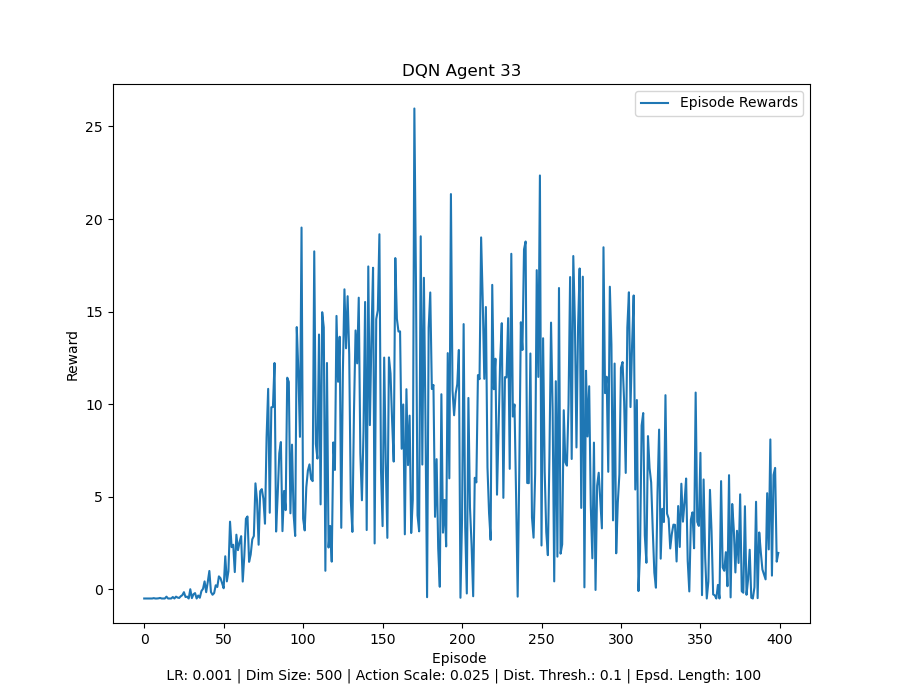 DQN Agent 33
Episode Rewards
25
20
15
10
5
0
Reward
0 50 100 150 200 250 300 350 400
Episode
LR: 0.001 | Dim Size: 500 | Action Scale: 0.025 | Dist. Thresh.: 0.1 | Epsd. Length: 100